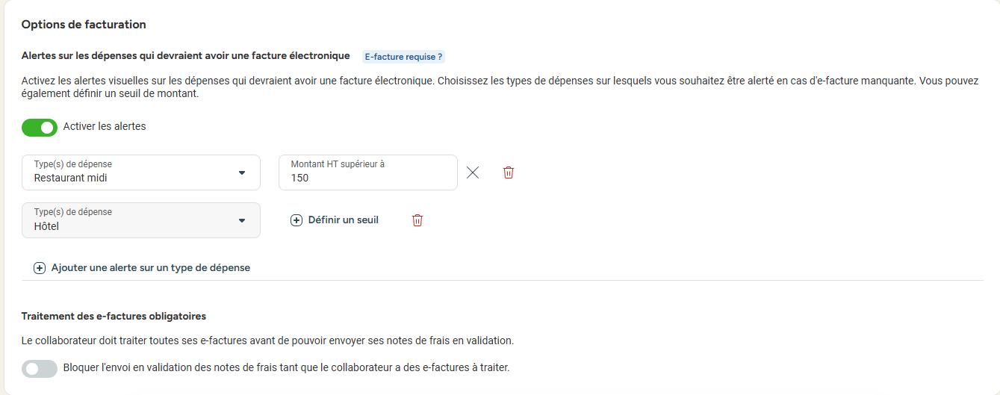 Options de facturation
Alertes sur les dépenses qui devraient avoir une facture électronique E-facture requise ?
Activez les alertes visuelles sur les dépenses qui devraient avoir une facture électronique. Choisissez les types de dépenses sur lesquels vous souhaitez être alerté en cas d'e-facture manquante. Vous pouvez
également définir un seuil de montant.
Activer les alertes
Type(s) de dépense
Restaurant midi
Montant HT supérieur à
150
Type(s) de dépense
Hôtel
Définir un seuil
Ajouter une alerte sur un type de dépense
Traitement des e-factures obligatoires
Le collaborateur doit traiter toutes ses e-factures avant de pouvoir envoyer ses notes de frais en validation.
Bloquer l'envoi en validation des notes de frais tant que le collaborateur a des e-factures à traiter.